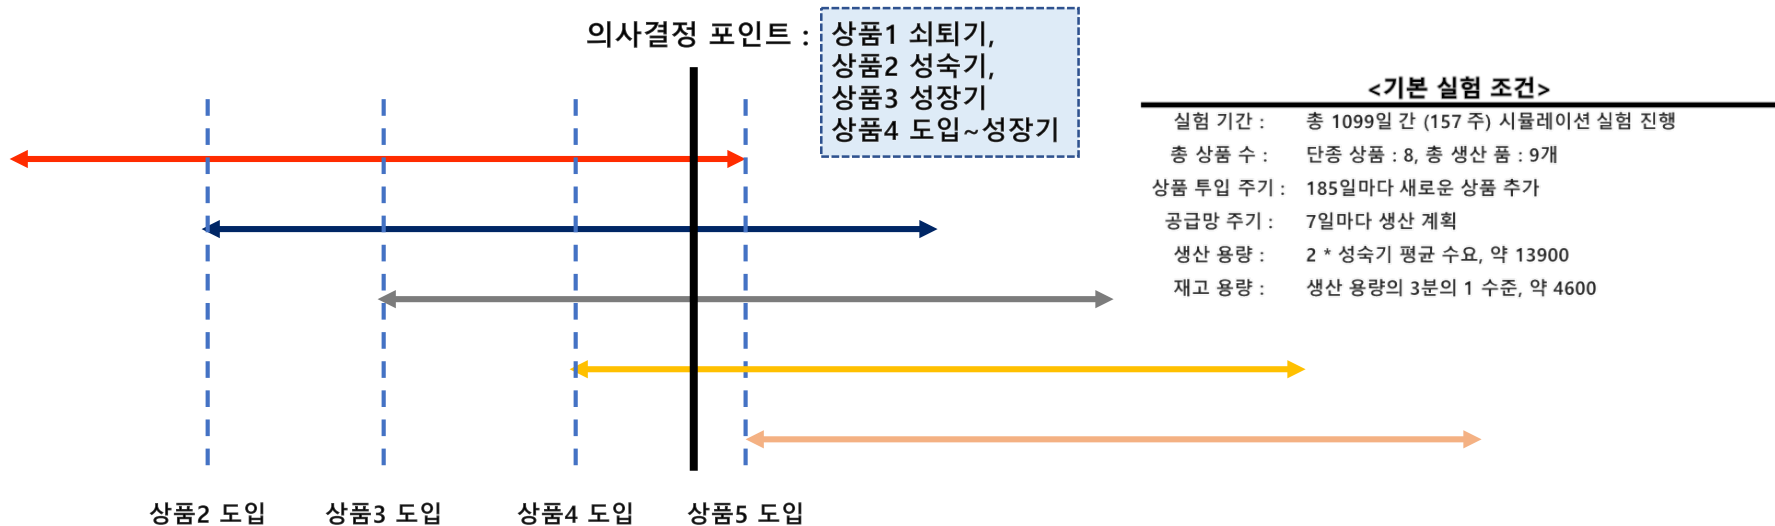 의사결정 포인트 :
상품1 쇠퇴기,
상품2 성숙기,
상품3 성장기
상품4 도입~성장기
<기본 실험 조건>
실험 기간 : 총 1099일 간 (157 주) 시뮬레이션 실험 진행
총 상품 수 : 단종 상품 : 8, 총 생산 품 : 9개
상품 투입 주기 : 185일마다 새로운 상품 추가
공급망 주기 : 7일마다 생산 계획
생산 용량 : 2 * 성숙기 평균 수요, 약 13900
재고 용량 : 생산 용량의 3분의 1 수준, 약 4600
상품2 도입 상품3 도입 상품4 도입 상품5 도입